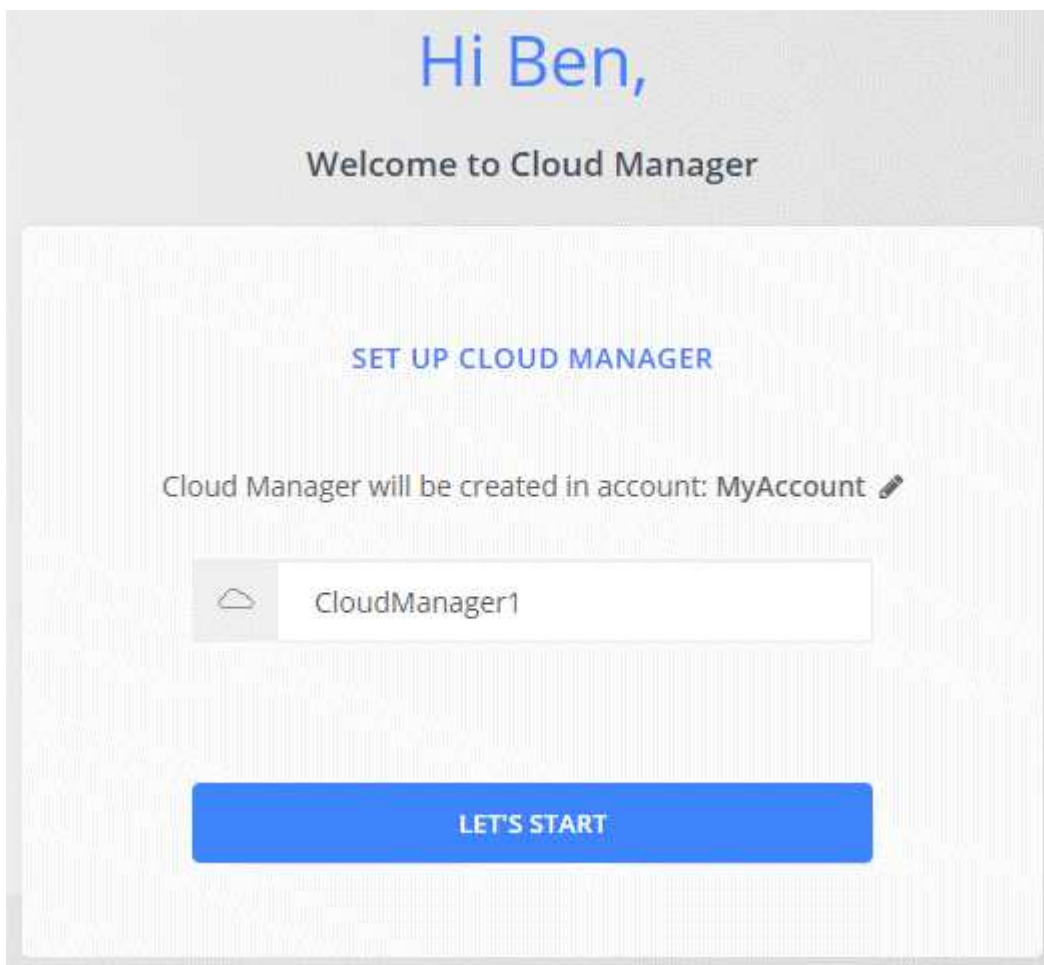 Hi Ben,
Welcome to Cloud Manager
SET UP CLOUD MANAGER
Cloud Manager will be created in account: MyAccount
CloudManager1
LET'S START